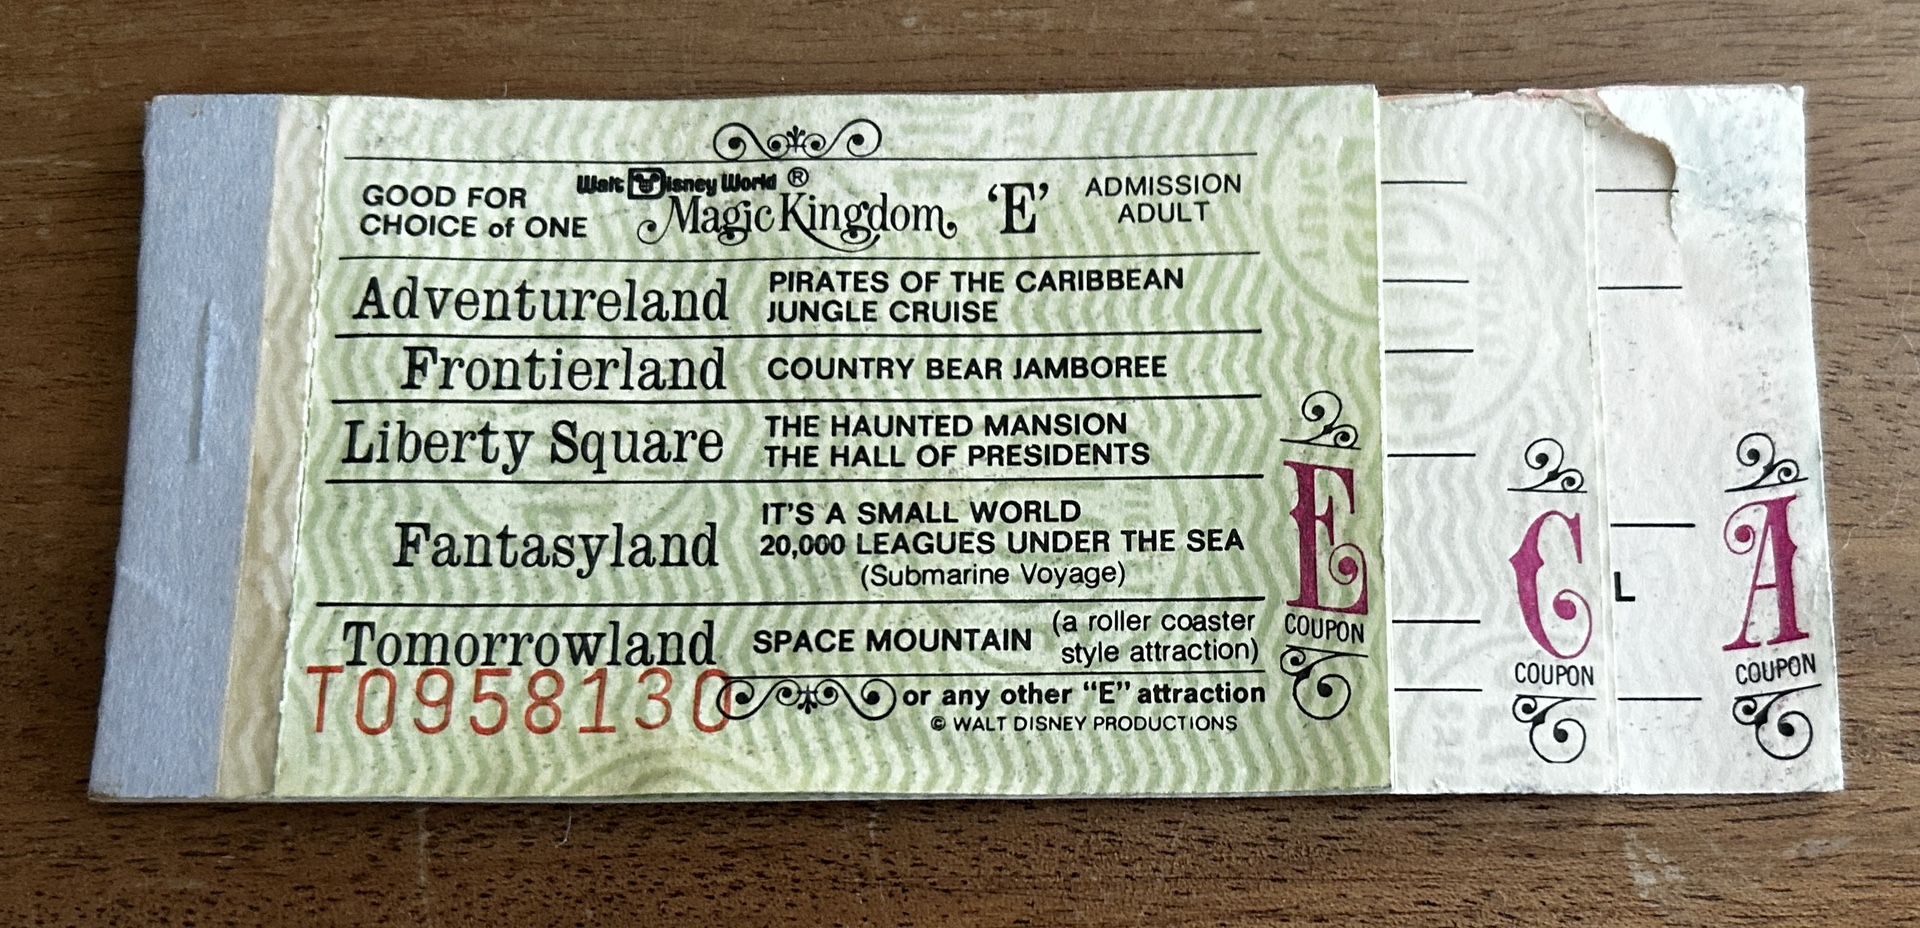 Walt Disney World ®
GOOD FOR
CHOICE of ONE
Magic Kingdom
'E'
ADMISSION
ADULT
Adventureland
PIRATES OF THE CARIBBEAN
JUNGLE CRUISE
Frontierland
COUNTRY BEAR JAMBOREE
Liberty Square
THE HAUNTED MANSION
THE HALL OF PRESIDENTS
Fantasyland
IT'S A SMALL WORLD
20,000 LEAGUES UNDER THE SEA
(Submarine Voyage)
Tomorrowland
SPACE MOUNTAIN
(a roller coaster
style attraction)
T0958130
or any other "E" attraction
© WALT DISNEY PRODUCTIONS
E
COUPON
C
COUPON
L
A
COUPON